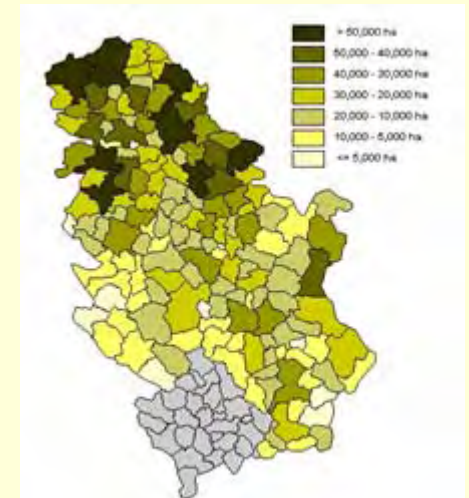 > 50,000 ha
50,000 - 40,000 ha
40,000 - 30,000 ha
30,000 - 20,000 ha
20,000 - 10,000 ha
10,000 - 5,000 ha
<= 5,000 ha